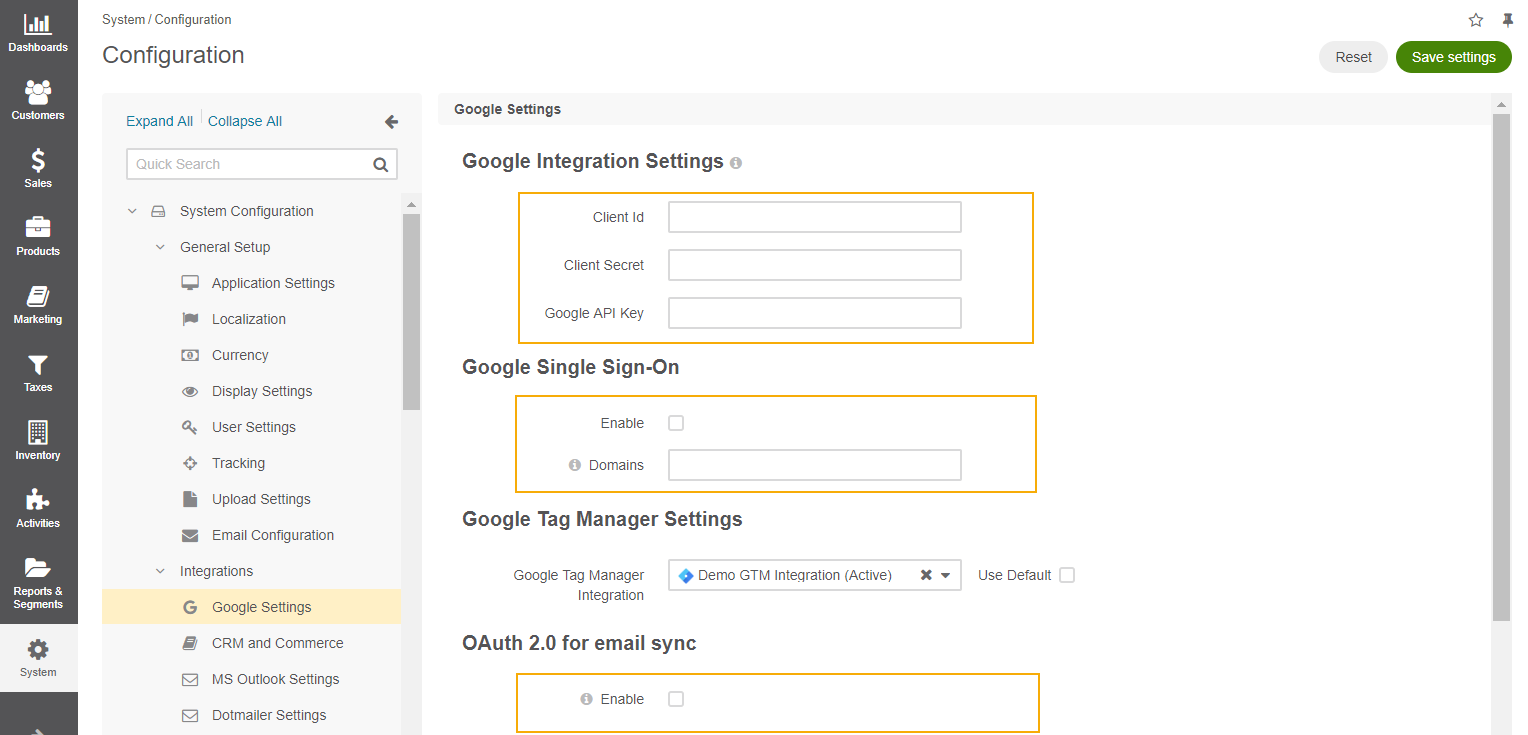 Dashboards
Customers
Sales
Products
Marketing
Taxes
Inventory
Activities
Reports &
Segments
System
System / Configuration
Configuration
Reset
Save settings
Expand All
Collapse All
Quick Search
System Configuration
General Setup
Application Settings
Localization
Currency
Display Settings
User Settings
Tracking
Upload Settings
Email Configuration
Integrations
Google Settings
CRM and Commerce
MS Outlook Settings
Dotmailer Settings
Google Settings
Google Integration Settings
Client Id
Client Secret
Google API Key
Google Single Sign-On
Enable
Domains
Google Tag Manager Settings
Google Tag Manager
Integration
Demo GTM Integration (Active)
Use Default
OAuth 2.0 for email sync
Enable